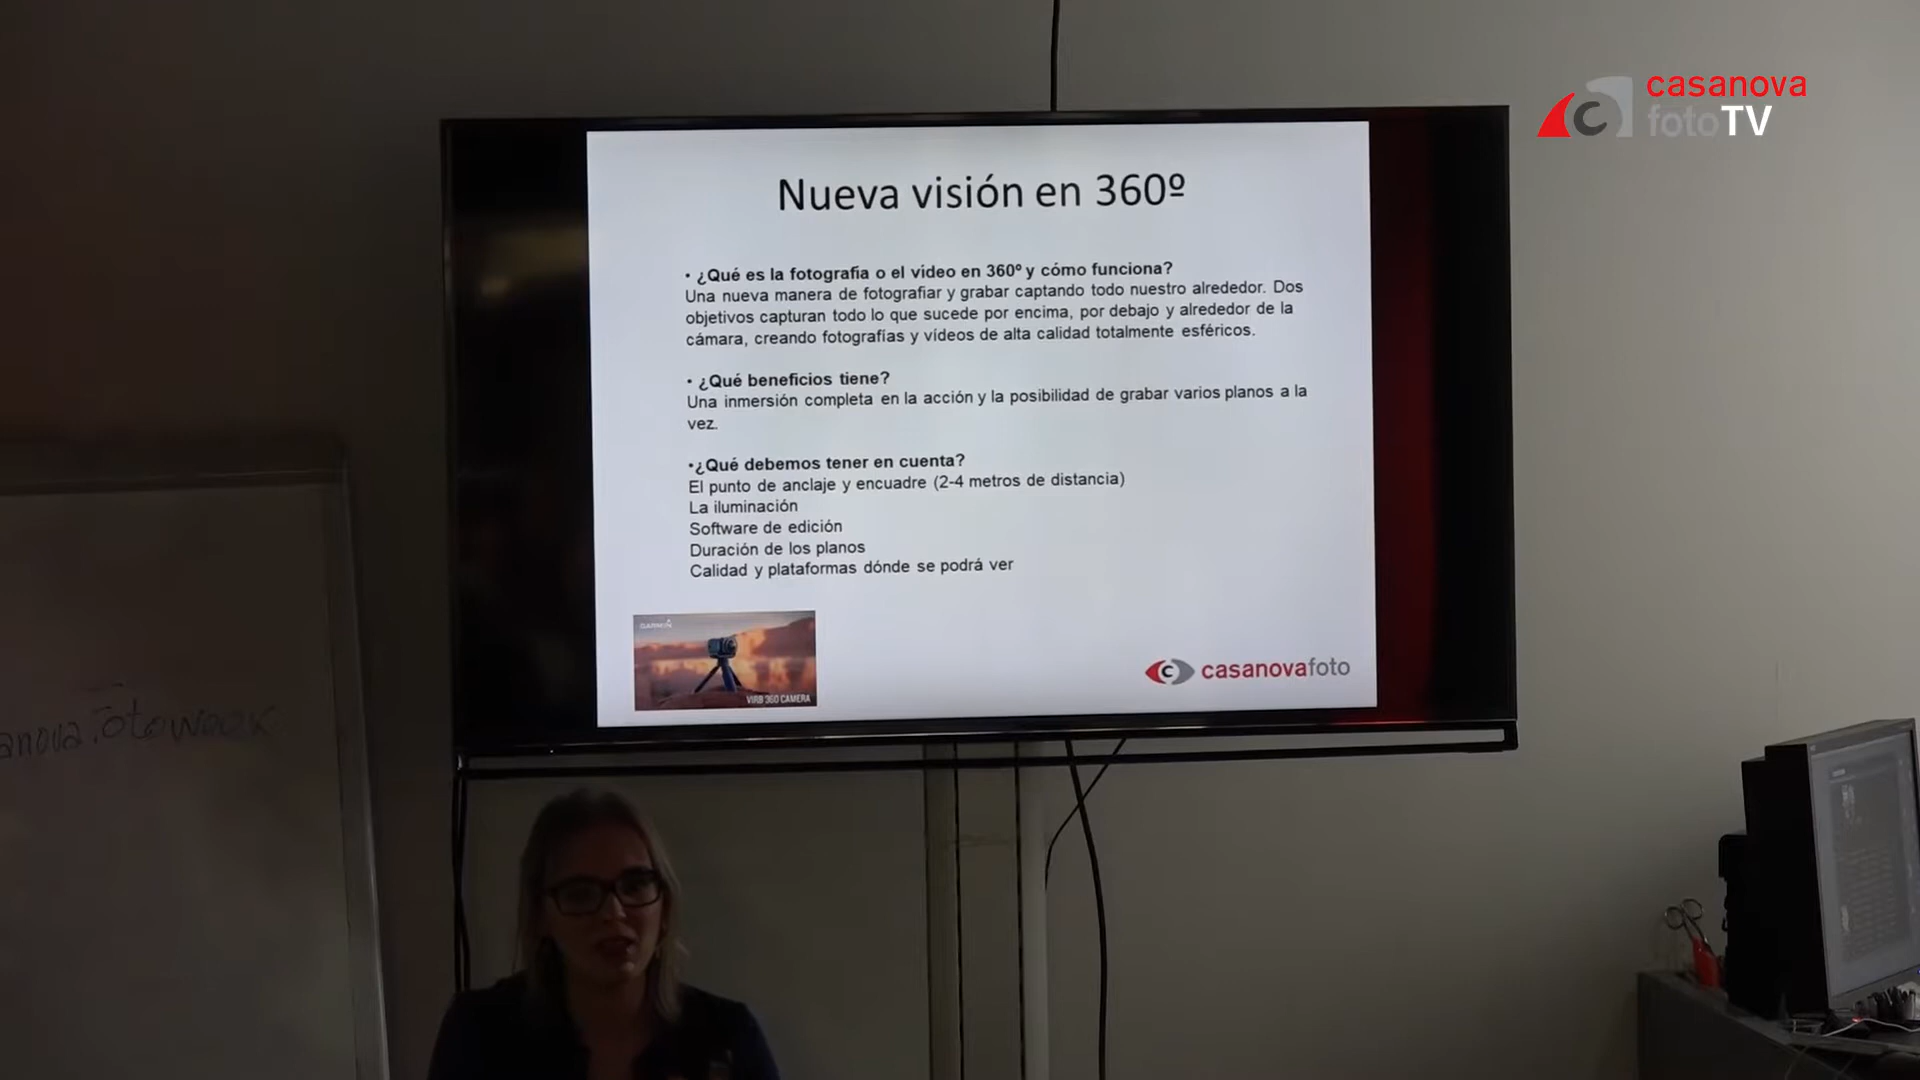 casanova
fotoTV
Nueva visión en 360º
• ¿Qué es la fotografia o el vídeo en 360º y cómo funciona?
Una nueva manera de fotografiar y grabar captando todo nuestro alrededor. Dos
objetivos capturan todo lo que sucede por encima, por debajo y alrededor de la
cámara, creando fotografías y vídeos de alta calidad totalmente esféricos.
• ¿Qué beneficios tiene?
Una inmersión completa en la acción y la posibilidad de grabar varios planos a la
vez.
•¿Qué debemos tener en cuenta?
El punto de anclaje y encuadre (2-4 metros de distancia)
La iluminación
Software de edición
Duración de los planos
Calidad y plataformas dónde se podrá ver
GARMIN
VIRB 360 CAMERA
casanovafoto